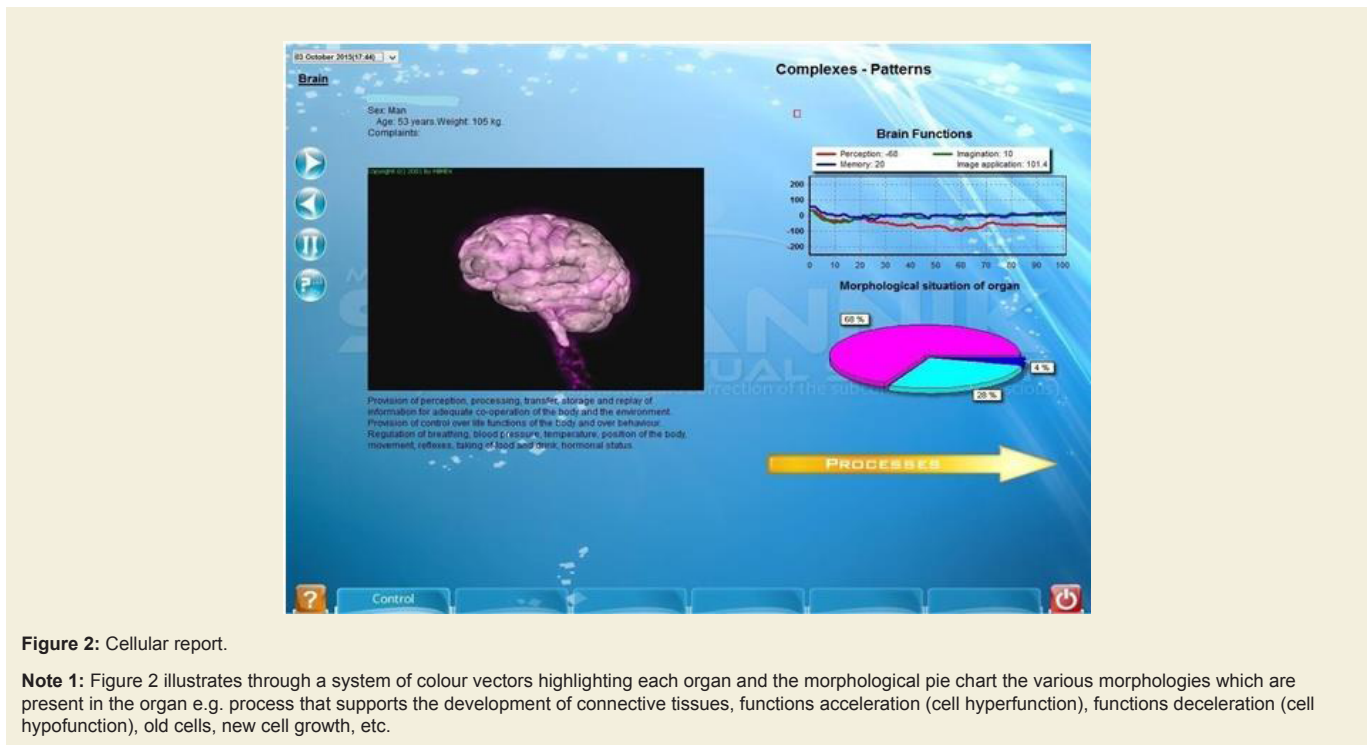 03 October 2015(17:44)
Brain
Sex: Man
Age: 53 years.Weight: 105 kg.
Complaints:
Provision of perception, processing, transfer, storage and replay of
information for adequate co-operation of the body and the environment.
Provision of control over life functions of the body and over behaviour.
Regulation of breathing, blood pressure, temperature, position of the body,
movement, reflexes, taking of food and drink, hormonal status.
Complexes - Patterns
Brain Functions
Perception: -68
Imagination: 10
Memory: 20
Image application: 101.4
200
100
0
-100
-200
0 10 20 30 40 50 60 70 80 90 100
Morphological situation of organ
68 %
4 %
28 %
correction of the
PROCESSES
?
Control
Figure 2: Cellular report.
Note 1: Figure 2 illustrates through a system of colour vectors highlighting each organ and the morphological pie chart the various morphologies which are
present in the organ e.g. process that supports the development of connective tissues, functions acceleration (cell hyperfunction), functions deceleration (cell
hypofunction), old cells, new cell growth, etc.